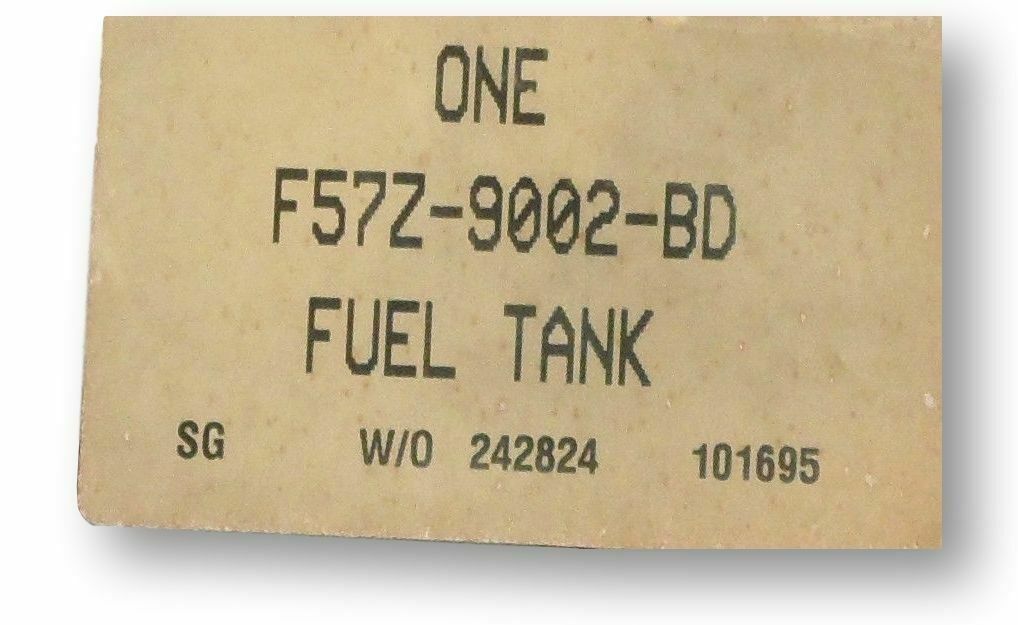 ONE
F57Z-9002-BD
FUEL TANK
SG W/O 242824 101695